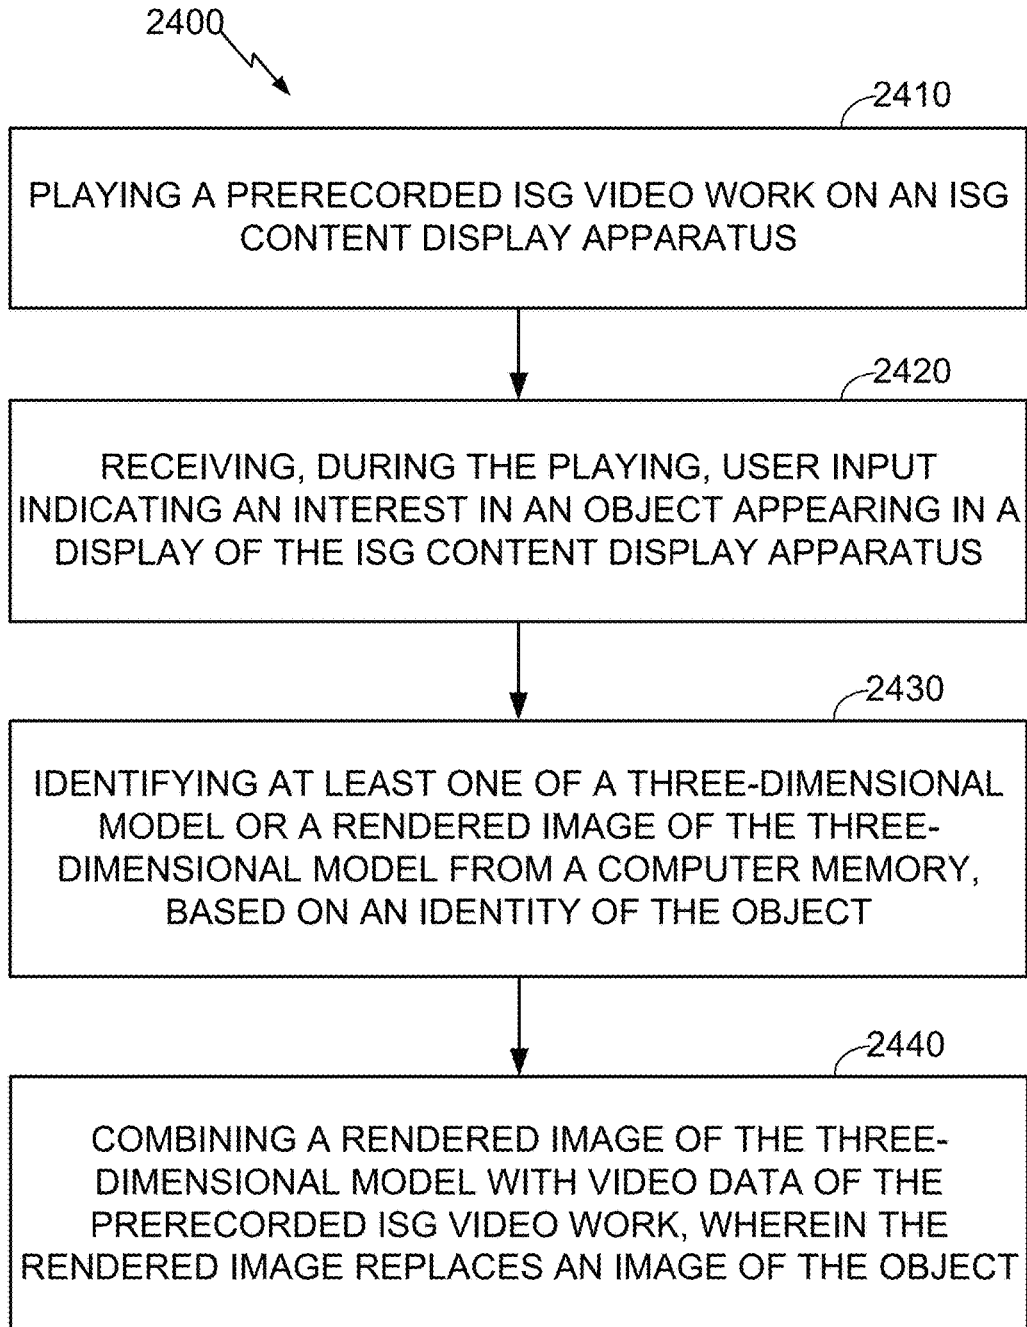 2400
2410
PLAYING A PRERECORDED ISG VIDEO WORK ON AN ISG
CONTENT DISPLAY APPARATUS
2420
RECEIVING, DURING THE PLAYING, USER INPUT
INDICATING AN INTEREST IN AN OBJECT APPEARING IN A
DISPLAY OF THE ISG CONTENT DISPLAY APPARATUS
2430
IDENTIFYING AT LEAST ONE OF A THREE-DIMENSIONAL
MODEL OR A RENDERED IMAGE OF THE THREE-
DIMENSIONAL MODEL FROM A COMPUTER MEMORY,
BASED ON AN IDENTITY OF THE OBJECT
2440
COMBINING A RENDERED IMAGE OF THE THREE-
DIMENSIONAL MODEL WITH VIDEO DATA OF THE
PRERECORDED ISG VIDEO WORK, WHEREIN THE
RENDERED IMAGE REPLACES AN IMAGE OF THE OBJECT